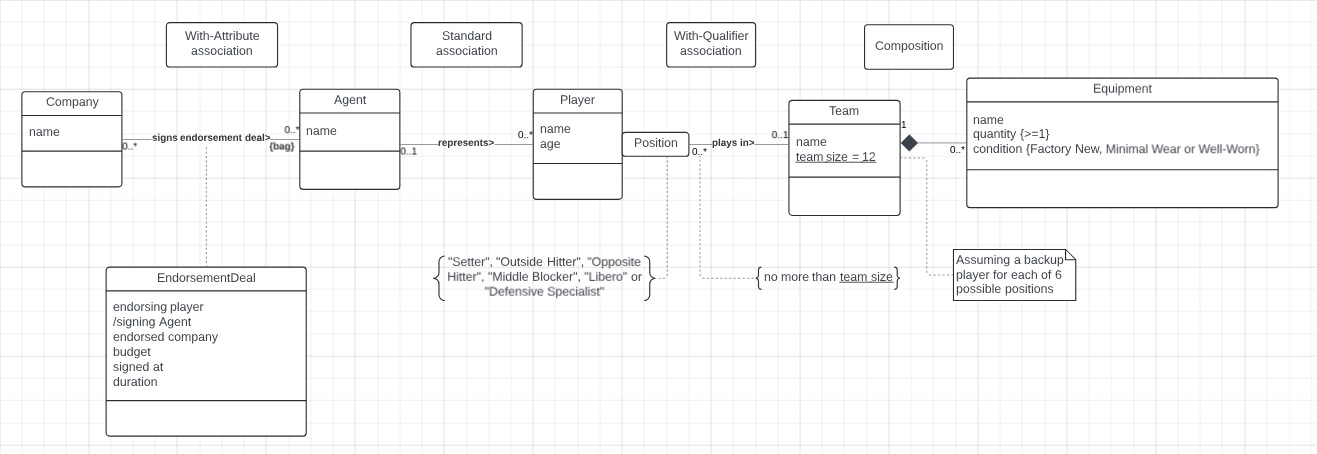 With-Attribute
association
Standard
association
With-Qualifier
association
Composition
Company
name
0..*
signs endorsement deal>
0..*
{bag}
Agent
name
0..1
represents>
0..*
Player
name
age
Position
0..*
plays in>
0..1
Team
name
team size = 12
1
0..*
Equipment
name
quantity {>=1}
condition {Factory New, Minimal Wear or Well-Worn}
EndorsementDeal
endorsing player
/signing Agent
endorsed company
budget
signed at
duration
"Setter", "Outside Hitter", "Opposite
Hitter", "Middle Blocker", "Libero" or
"Defensive Specialist"
no more than team size
Assuming a backup
player for each of 6
possible positions